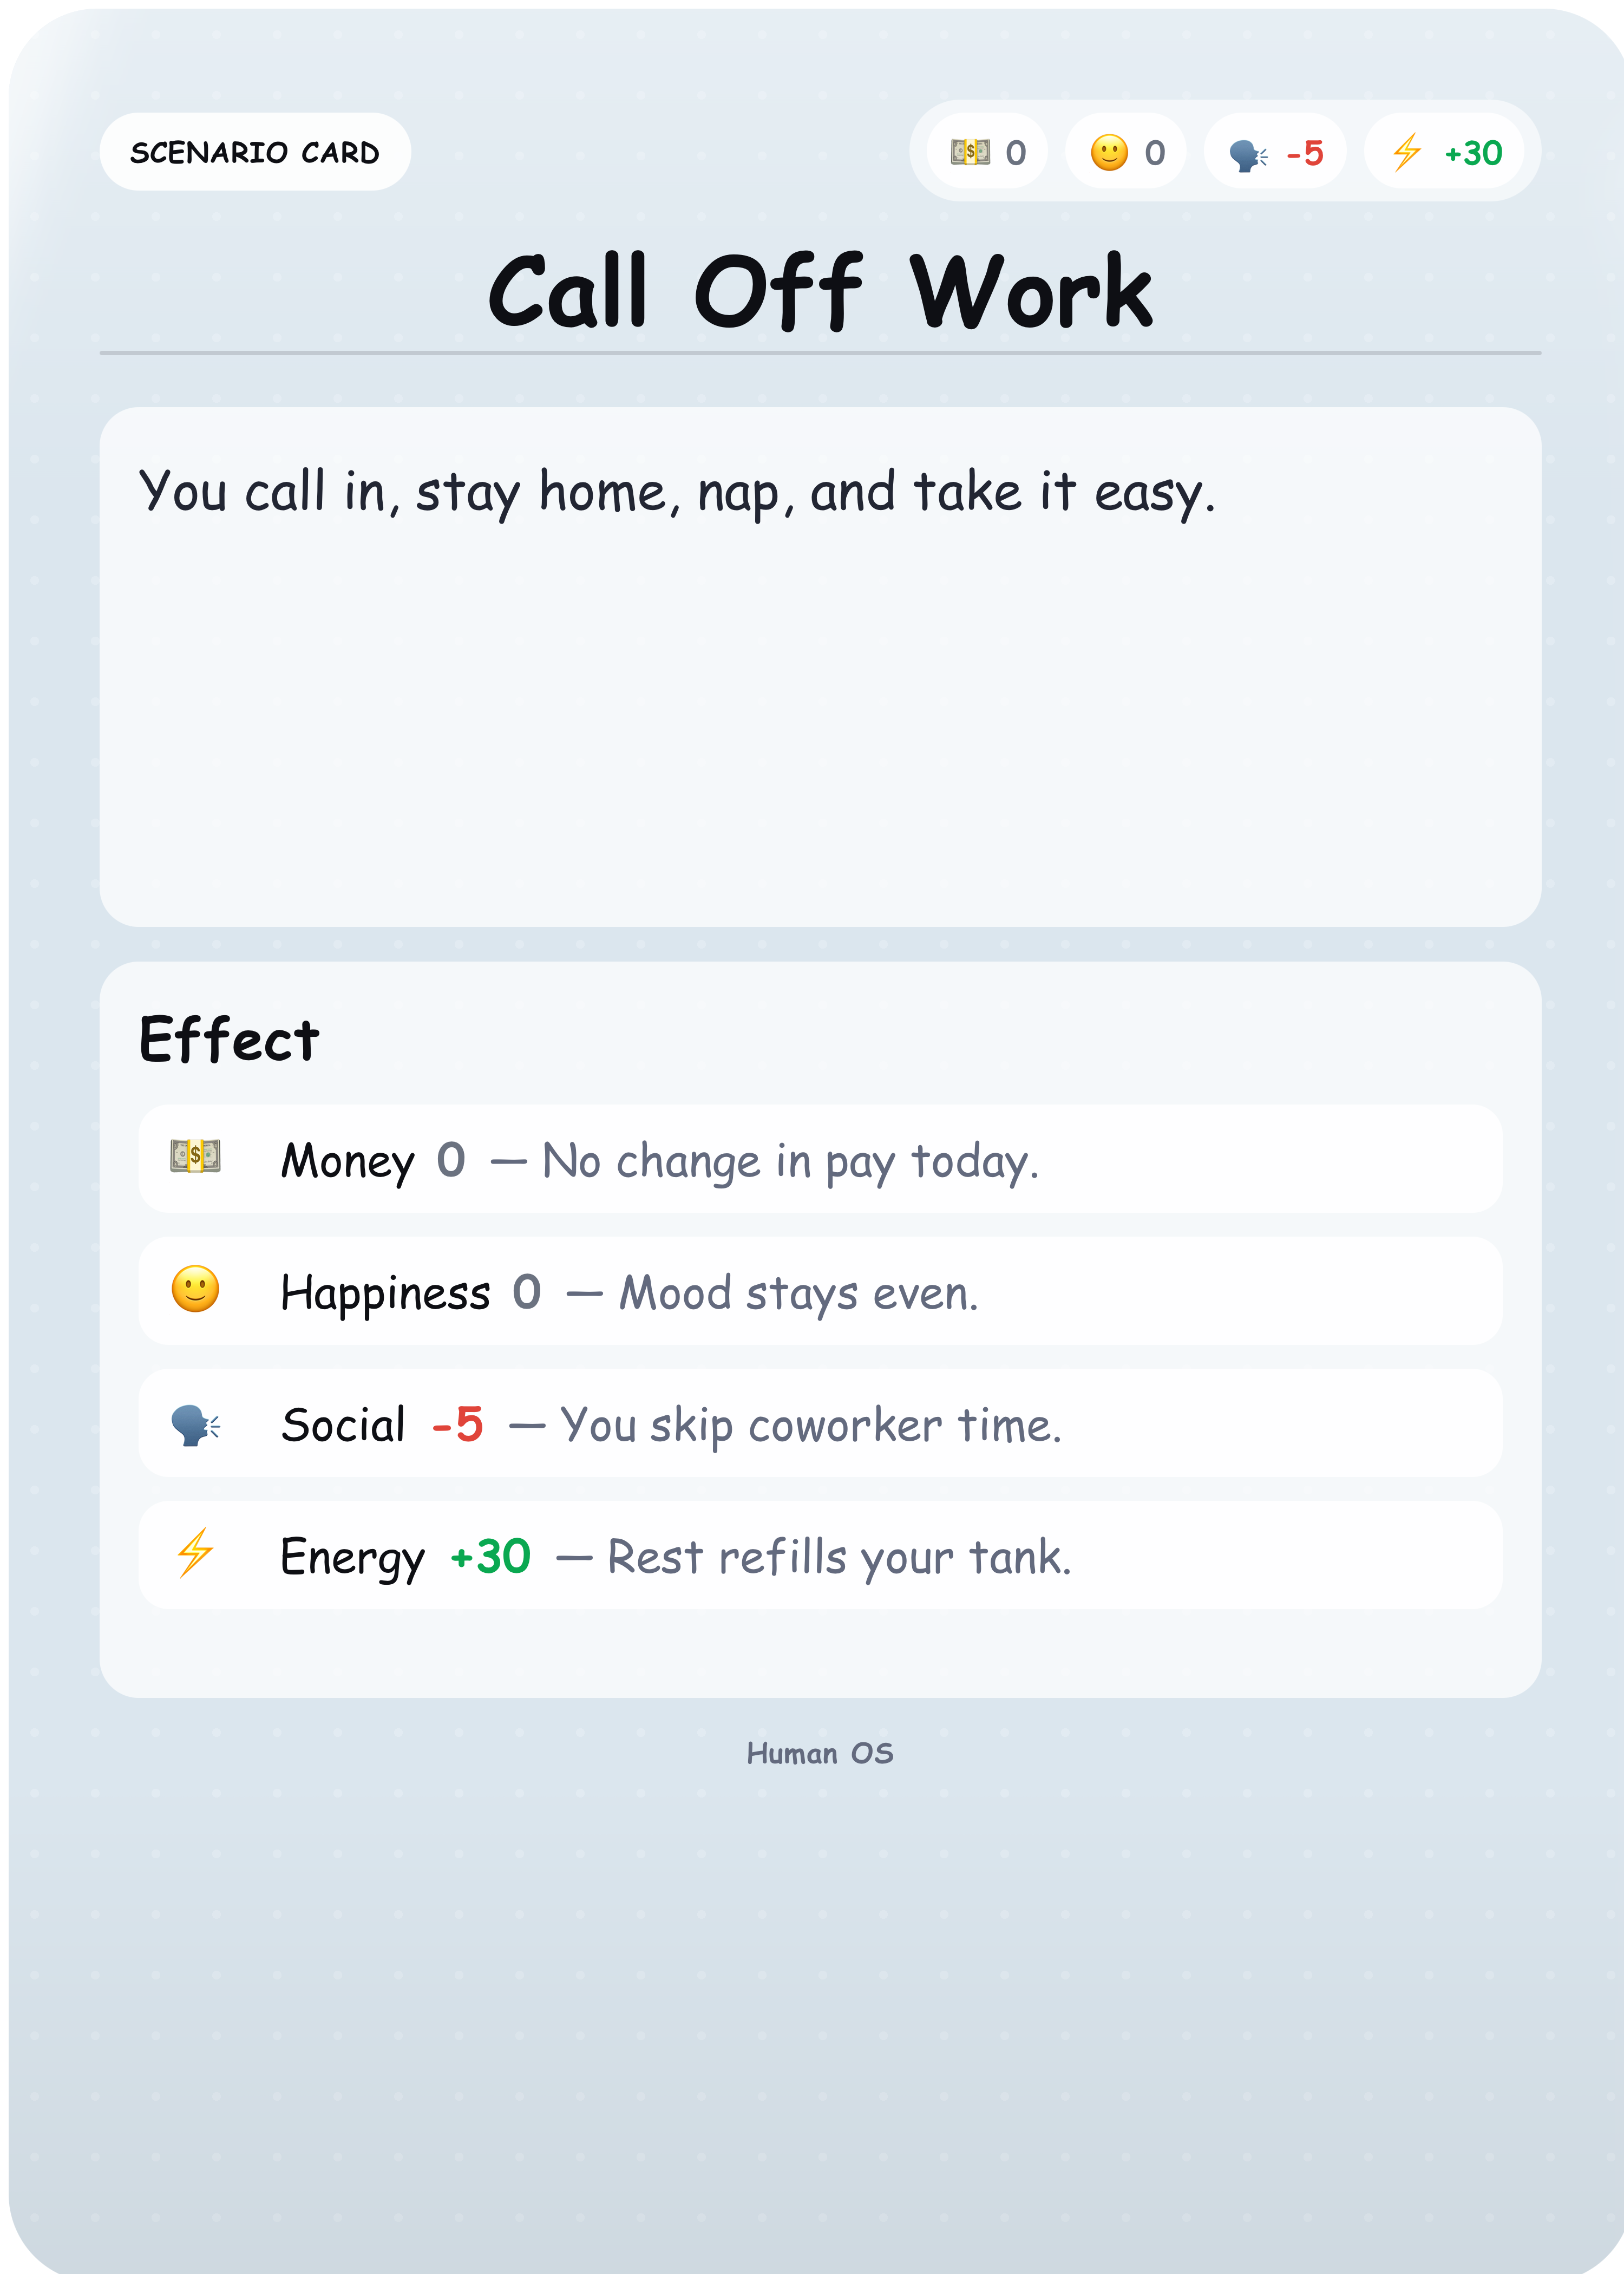 SCENARIO CARD
💵 0 🙂 0 🗣️ -5 ⚡ +30
Call Off Work
You call in, stay home, nap, and take it easy.
Effect
💵 Money 0 — No change in pay today.
🙂 Happiness 0 — Mood stays even.
🗣️ Social -5 — You skip coworker time.
⚡ Energy +30 — Rest refills your tank.
Human OS